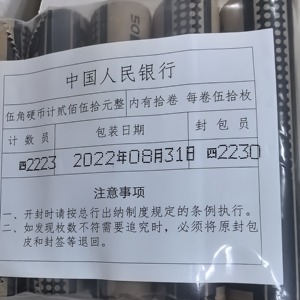 中国人民银行
伍角硬币计贰佰伍拾元整 内有拾卷 每卷伍拾枚
计数员 包装日期 封包员
四2223 2022年08月31日 四2230
注意事项
一、开封时请按总行出纳制度规定的条例执行。
二、如发现枚数不符需要追究时，必须将原封包
皮和封签等退回。